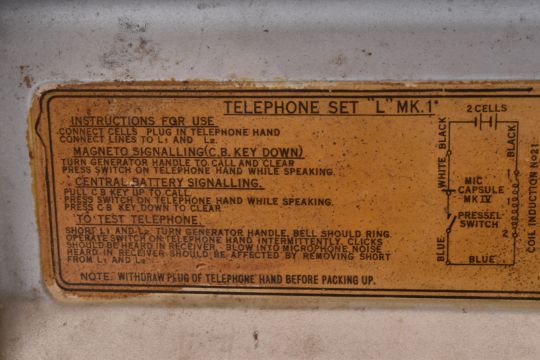 TELEPHONE SET "L" MK.1*
INSTRUCTIONS FOR USE
CONNECT CELLS PLUG IN TELEPHONE HAND
CONNECT LINES TO L1 AND L2.
MAGNETO SIGNALLING (C.B. KEY DOWN)
TURN GENERATOR HANDLE TO CALL AND CLEAR
PRESS SWITCH ON TELEPHONE HAND WHILE SPEAKING.
CENTRAL BATTERY SIGNALLING.
PULL C.B KEY UP TO CALL
PRESS SWITCH ON TELEPHONE HAND WHILE SPEAKING
PRESS C B KEY DOWN TO CLEAR
TO TEST TELEPHONE.
SHORT L1 AND L2. TURN GENERATOR HANDLE, BELL SHOULD RING.
OPERATE SWITCH ON TELEPHONE HAND INTERMITTENTLY, CLICKS
SHOULD BE HEARD IN RECEIVER. BLOW INTO MICROPHONE, NOISE
HEARD IN RECEIVER SHOULD BE AFFECTED BY REMOVING SHORT
FROM L1 AND L2
NOTE. WITHDRAW PLUG OF TELEPHONE HAND BEFORE PACKING UP.
2 CELLS
BLACK
WHITE
BLACK
MIC
CAPSULE
MK IV
PRESSEL
SWITCH
1
1
2
BLUE
BLUE
COIL INDUCTION No21